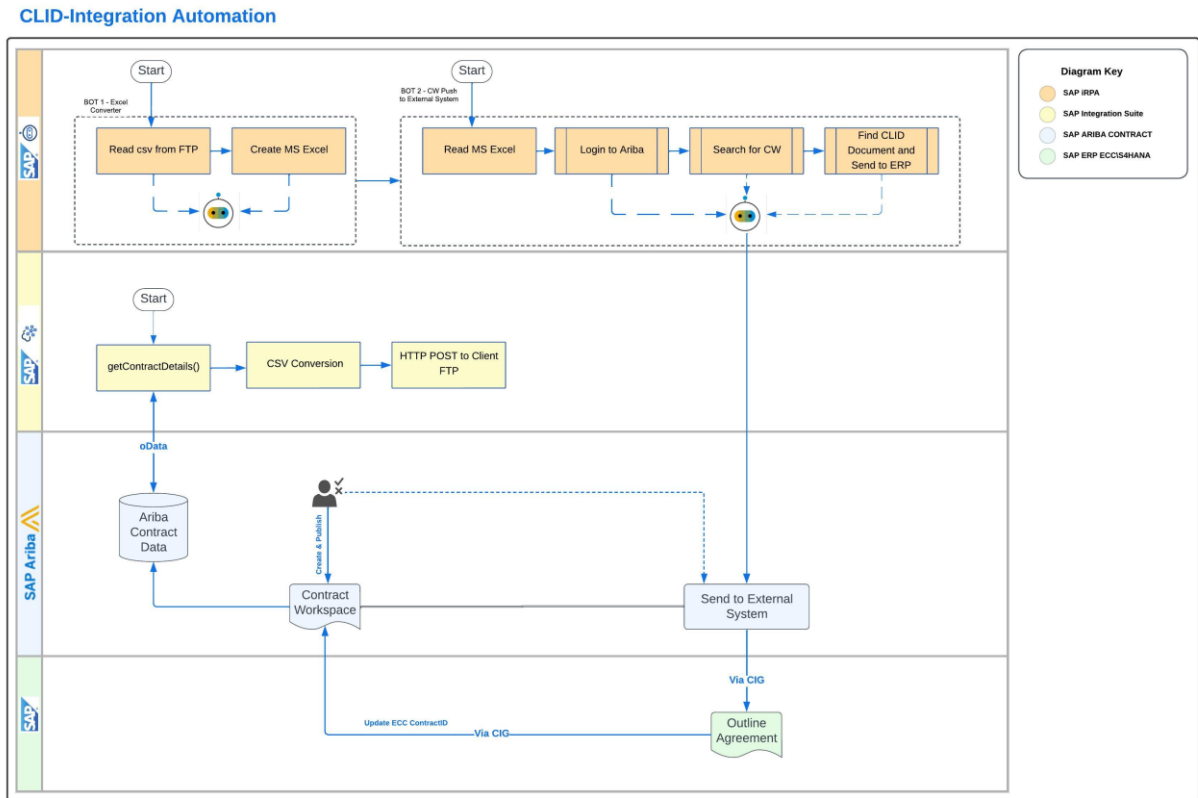 CLID-Integration Automation
Start
Start
BOT 1 - Excel
Converter
BOT 2 - CW Push
to External System
Read csv from FTP
Create MS Excel
Read MS Excel
Login to Ariba
Search for CW
Find CLID
Document and
Send to ERP
SAP
Diagram Key
SAP iRPA
SAP Integration Suite
SAP ARIBA CONTRACT
SAP ERP ECC\S4HANA
Start
getContractDetails()
CSV Conversion
HTTP POST to Client
FTP
SAP
oData
Ariba
Contract
Data
Create & Publish
Contract
Workspace
Send to External
System
SAP Ariba
Via CIG
Update ECC ContractID
Via CIG
Outline
Agreement
SAP